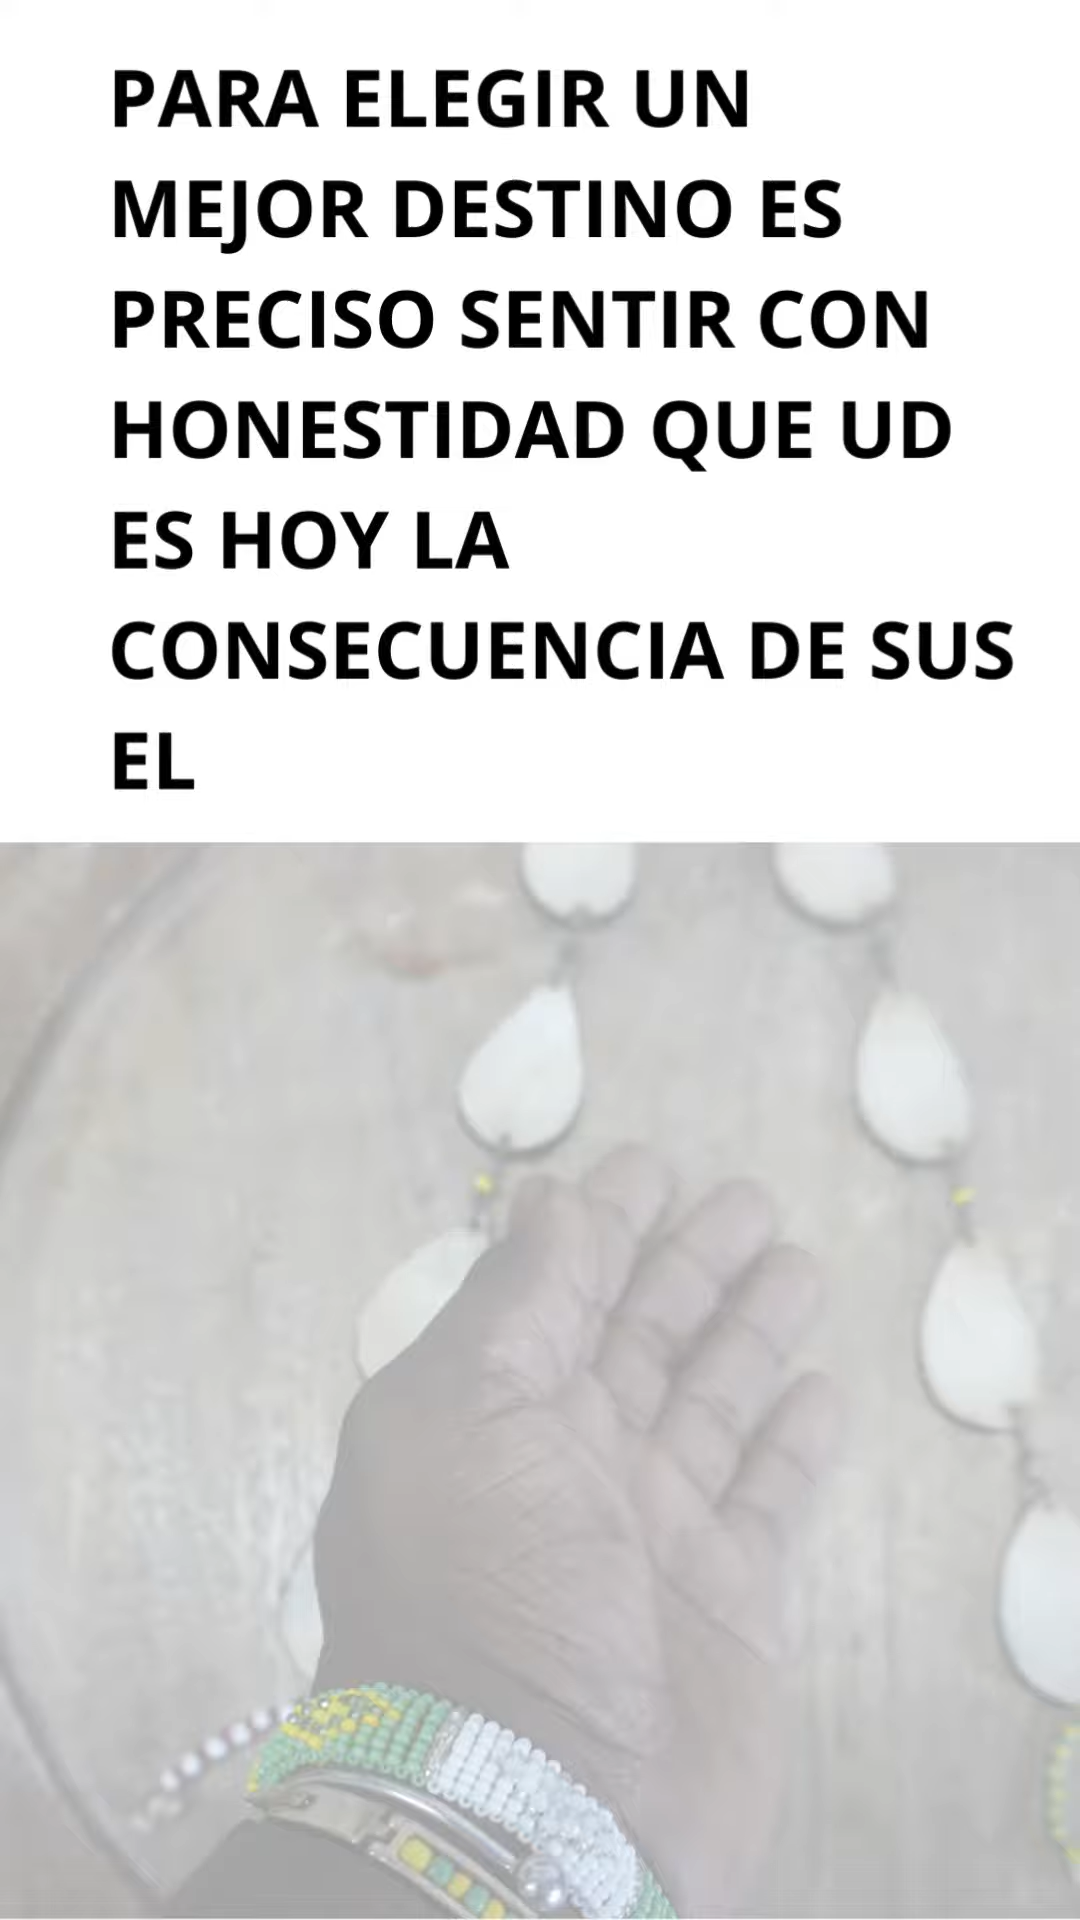 PARA ELEGIR UN
MEJOR DESTINO ES
PRECISO SENTIR CON
HONESTIDAD QUE UD
ES HOY LA
CONSECUENCIA DE SUS
EL